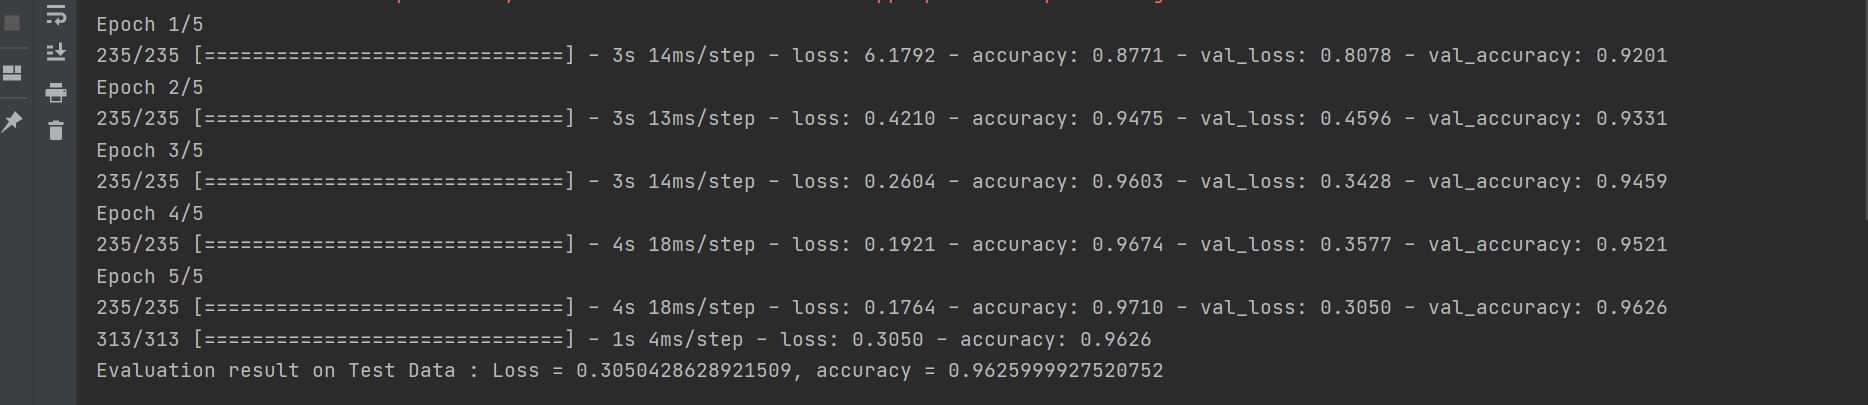 Epoch 1/5
235/235 [==============================] - 3s 14ms/step - loss: 6.1792 - accuracy: 0.8771 - val_loss: 0.8078 - val_accuracy: 0.9201
Epoch 2/5
235/235 [==============================] - 3s 13ms/step - loss: 0.4210 - accuracy: 0.9475 - val_loss: 0.4596 - val_accuracy: 0.9331
Epoch 3/5
235/235 [==============================] - 3s 14ms/step - loss: 0.2604 - accuracy: 0.9603 - val_loss: 0.3428 - val_accuracy: 0.9459
Epoch 4/5
235/235 [==============================] - 4s 18ms/step - loss: 0.1921 - accuracy: 0.9674 - val_loss: 0.3577 - val_accuracy: 0.9521
Epoch 5/5
235/235 [==============================] - 4s 18ms/step - loss: 0.1764 - accuracy: 0.9710 - val_loss: 0.3050 - val_accuracy: 0.9626
313/313 [==============================] - 1s 4ms/step - loss: 0.3050 - accuracy: 0.9626
Evaluation result on Test Data : Loss = 0.3050428628921509, accuracy = 0.9625999927520752